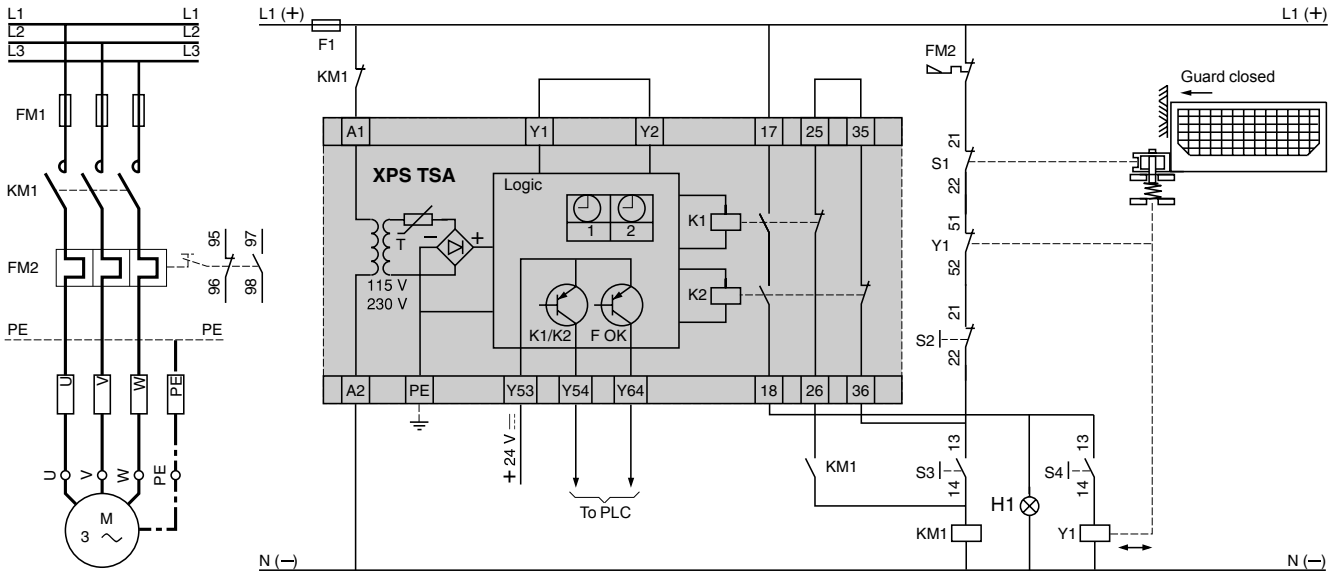 L1 L1
L2 L2
L3 L3
FM1
KM1
FM2
95 97
96 98
PE PE
U V W PE
U V W PE
M
3
L1 (+) L1 (+)
F1
KM1
A1 Y1 Y2 17 25 35
XPS TSA
Logic
1 2
T
− +
115 V
230 V
K1
K2
K1/K2 F OK
A2 PE Y53 Y54 Y64 18 26 36
+ 24 V
To PLC
KM1
FM2
Guard closed
21
S1
22
51
Y1
52
21
S2
22
13
S3
14
KM1
H1
13
S4
14
Y1
N (−) N (−)